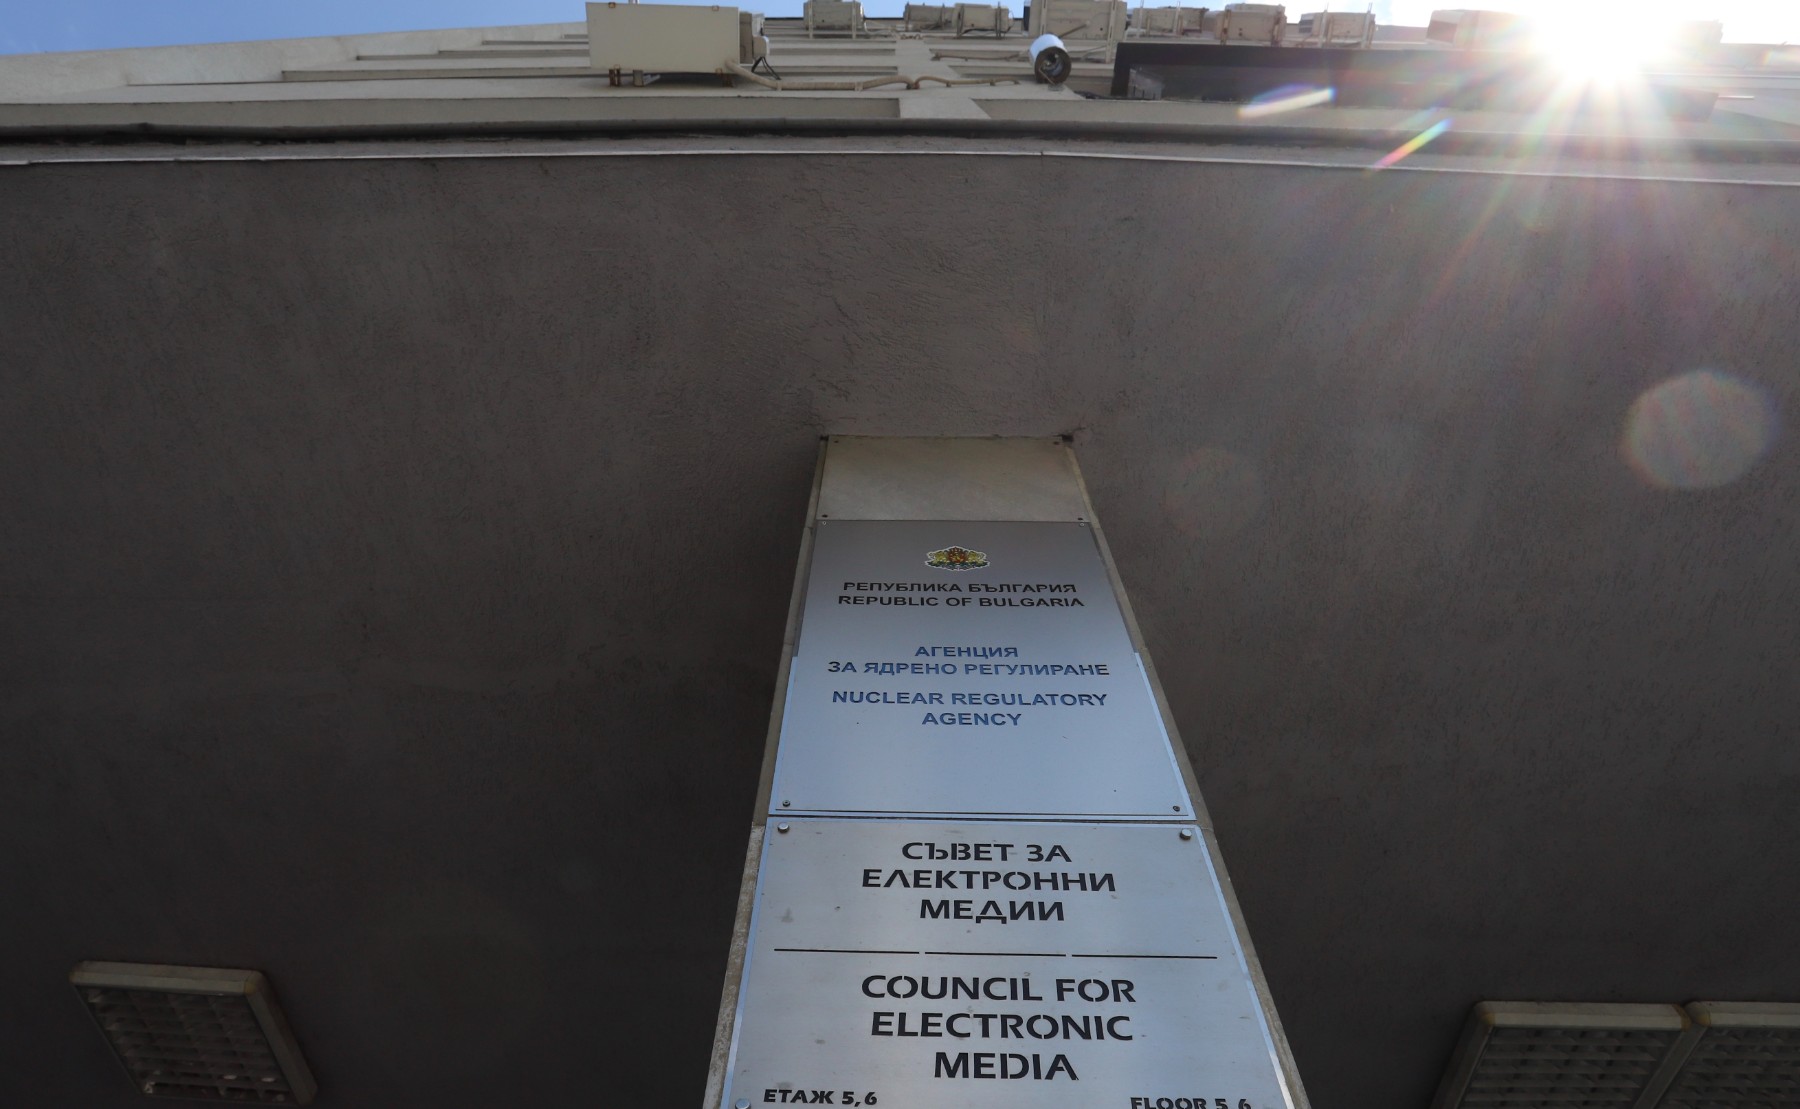 РЕПУБЛИКА БЪЛГАРИЯ
REPUBLIC OF BULGARIA
АГЕНЦИЯ
ЗА ЯДРЕНО РЕГУЛИРАНЕ
NUCLEAR REGULATORY
AGENCY
СЪВЕТ ЗА
ЕЛЕКТРОННИ
МЕДИИ
COUNCIL FOR
ELECTRONIC
MEDIA
ЕТАЖ 5, 6 FLOOR 5, 6